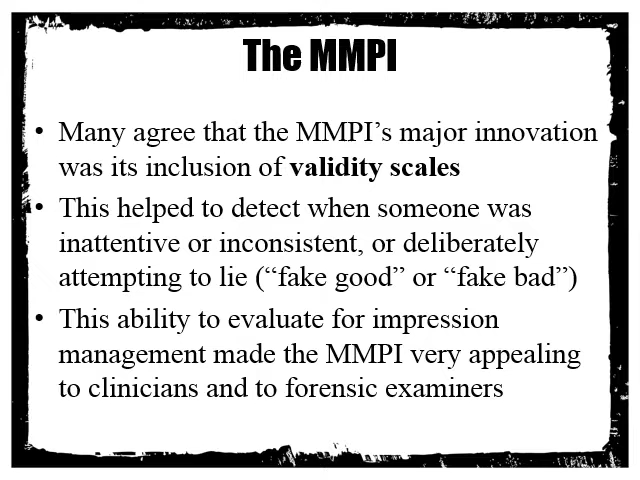 The MMPI
• Many agree that the MMPI’s major innovation
was its inclusion of validity scales
• This helped to detect when someone was
inattentive or inconsistent, or deliberately
attempting to lie (“fake good” or “fake bad”)
• This ability to evaluate for impression
management made the MMPI very appealing
to clinicians and to forensic examiners